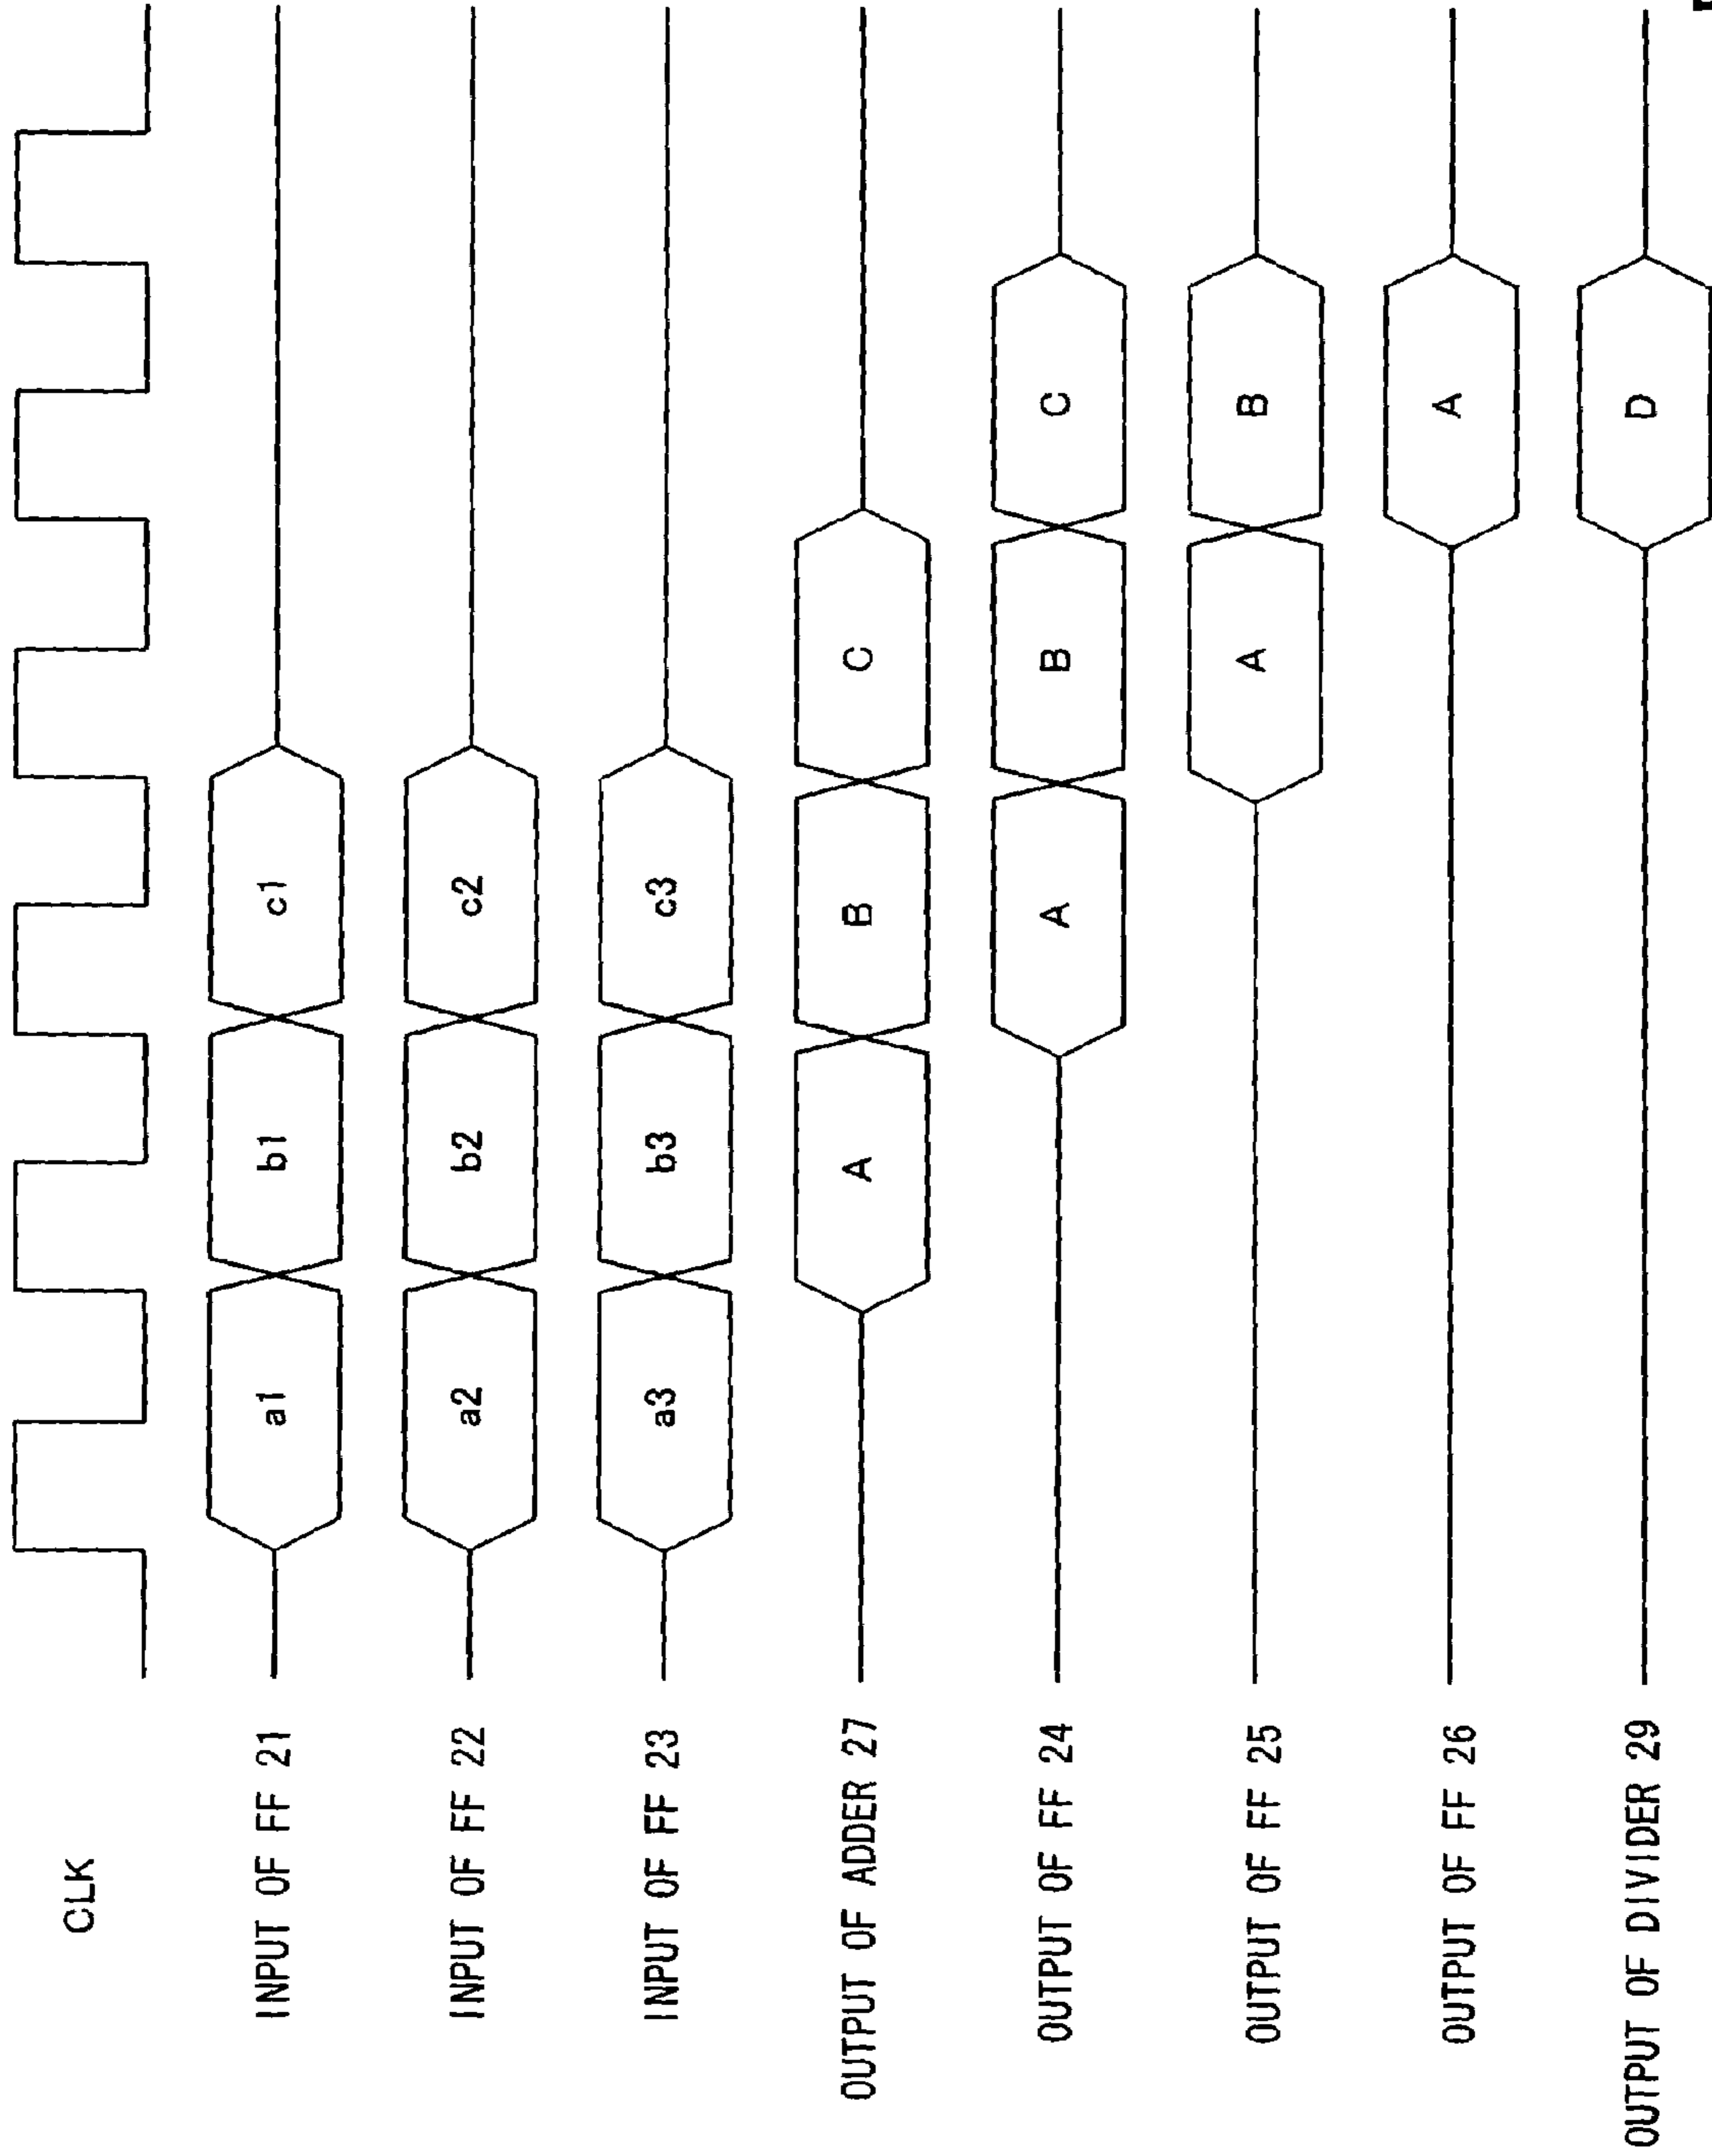 CLK
INPUT OF FF 21 a1 b1 c1
INPUT OF FF 22 a2 b2 c2
INPUT OF FF 23 a3 b3 c3
OUTPUT OF ADDER 27 A B C
OUTPUT OF FF 24 A B C
OUTPUT OF FF 25 A B
OUTPUT OF FF 26 A
OUTPUT OF DIVIDER 29 D